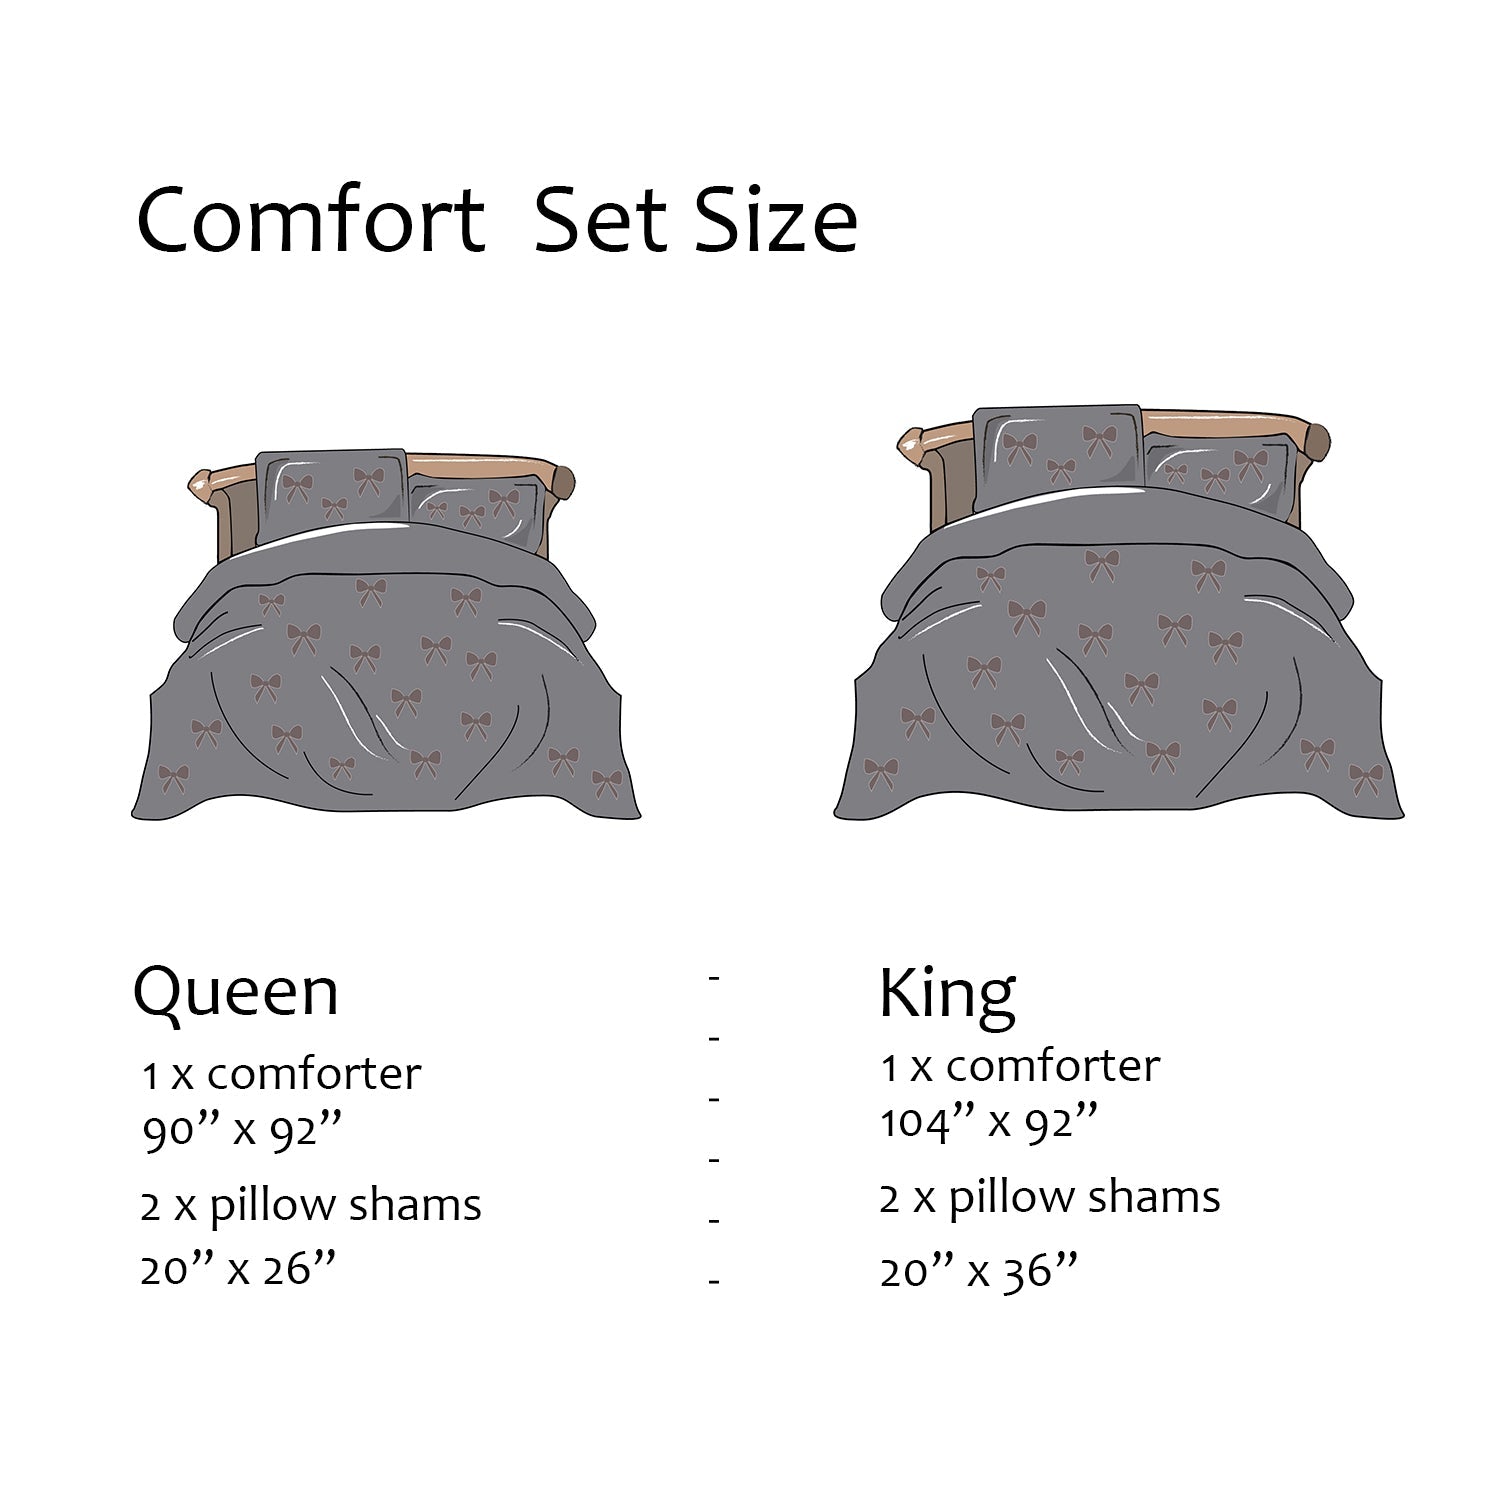 Comfort Set Size
Queen
1 x comforter
90” x 92”
2 x pillow shams
20” x 26”
-
-
-
-
-
-
King
1 x comforter
104” x 92”
2 x pillow shams
20” x 36”